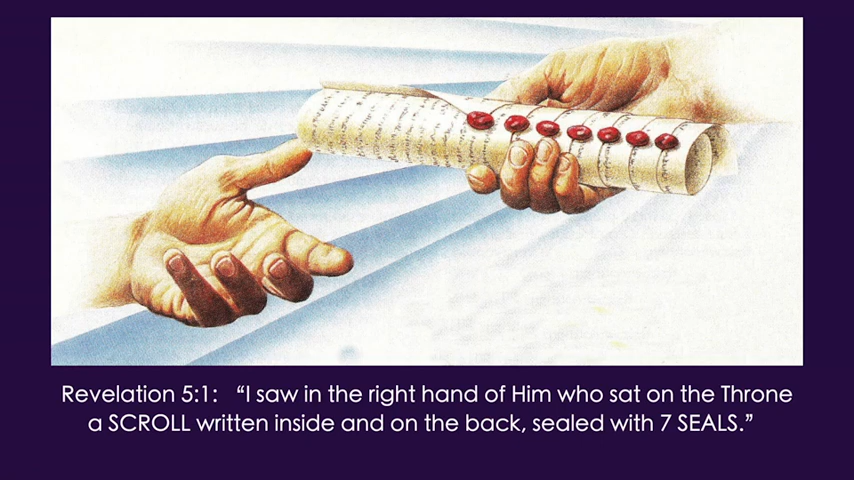 Revelation 5:1: “I saw in the right hand of Him who sat on the Throne
a SCROLL written inside and on the back, sealed with 7 SEALS.”